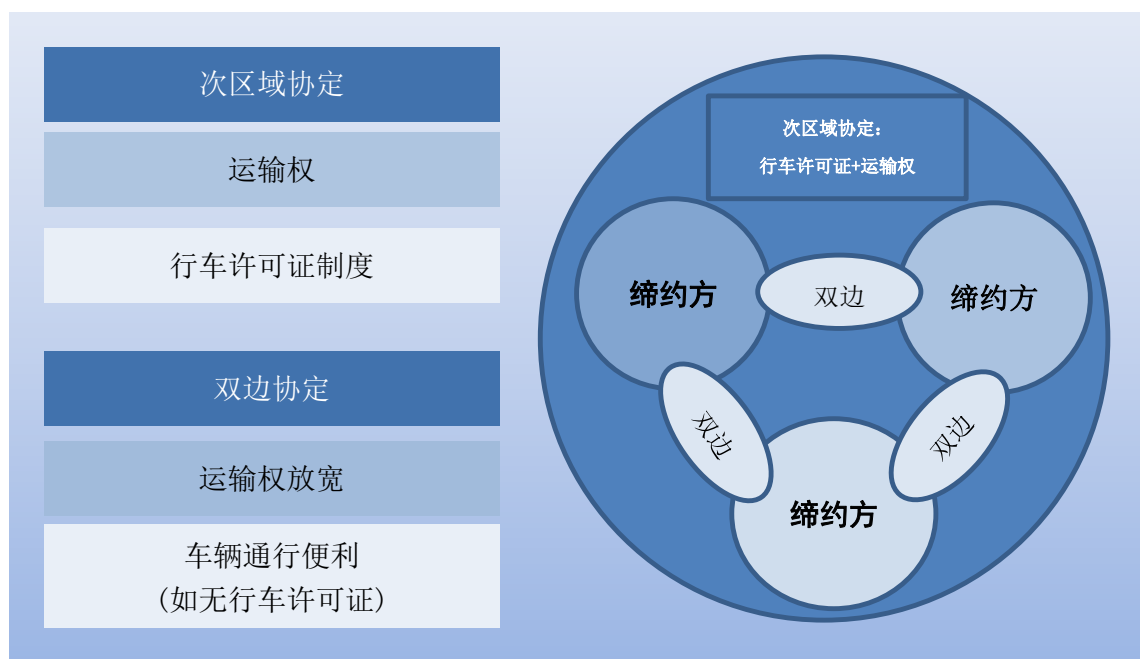 次区域协定
运输权
行车许可证制度
双边协定
运输权放宽
车辆通行便利
(如无行车许可证)
次区域协定：
行车许可证+运输权
缔约方
双边
缔约方
双边
双边
缔约方